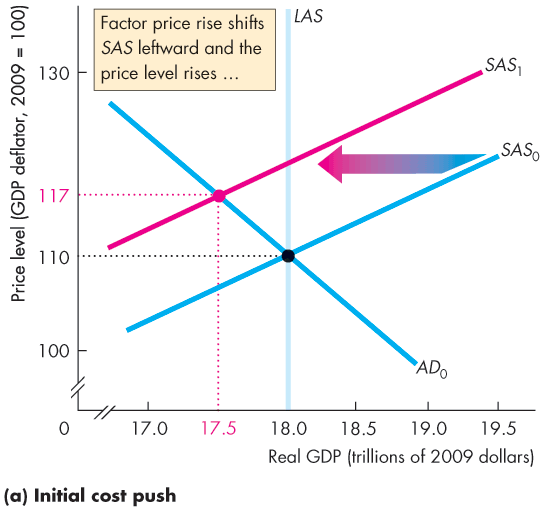 Factor price rise shifts
SAS leftward and the
price level rises …
LAS
Price level (GDP deflator, 2009 = 100)
130
117
110
100
0
SAS1
SAS0
AD0
17.0
17.5
18.0
18.5
19.0
19.5
Real GDP (trillions of 2009 dollars)
(a) Initial cost push